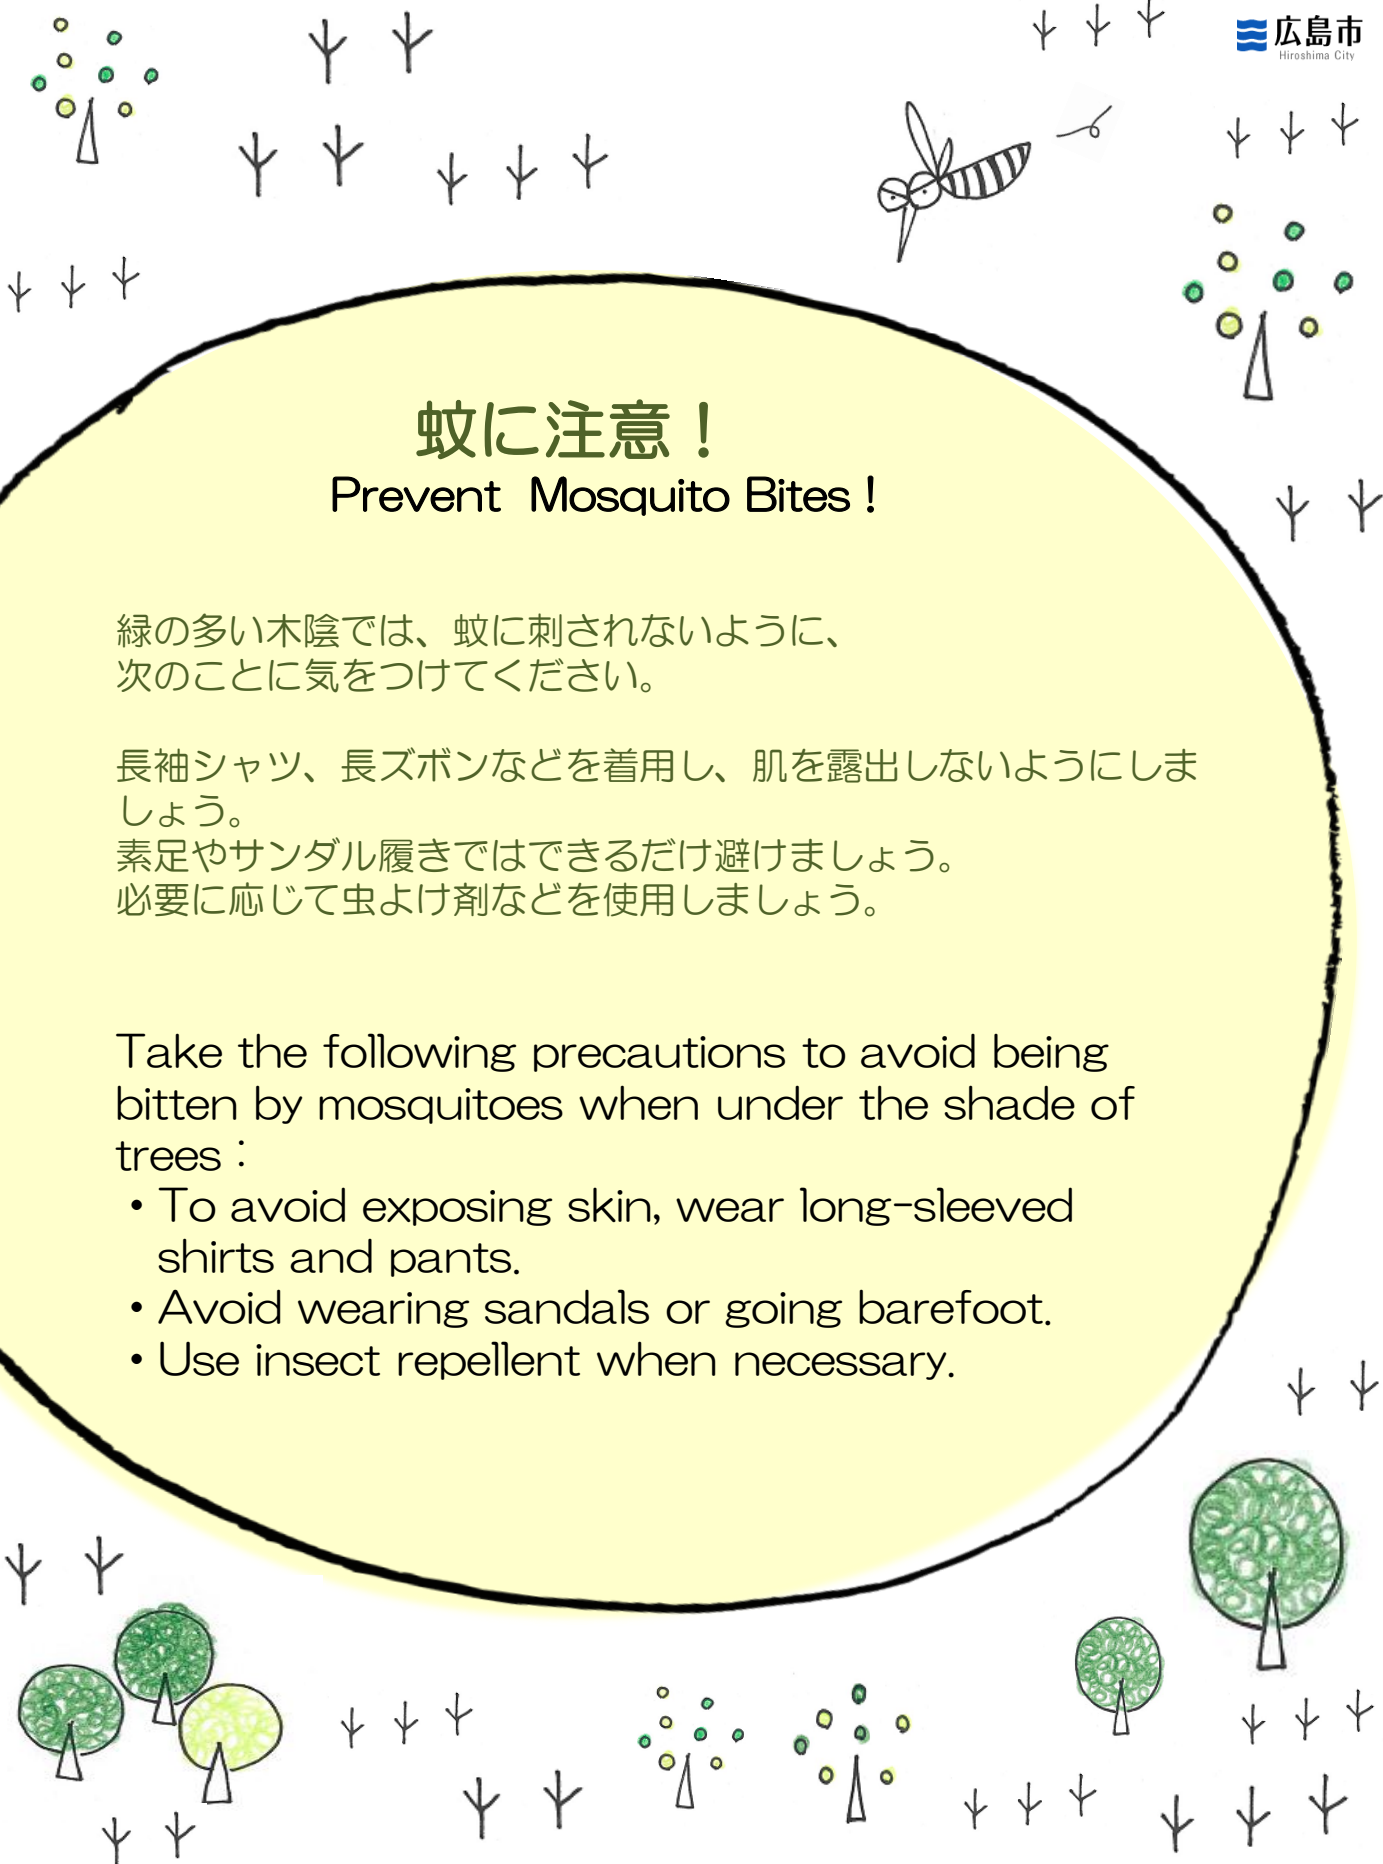 広島市
Hiroshima City
蚊に注意！
Prevent Mosquito Bites！
緑の多い木陰では、蚊に刺されないように、
次のことに気をつけてください。
長袖シャツ、長ズボンなどを着用し、肌を露出しないようにしま
しょう。
素足やサンダル履きではできるだけ避けましょう。
必要に応じて虫よけ剤などを使用しましょう。
Take the following precautions to avoid being
bitten by mosquitoes when under the shade of
trees：
・To avoid exposing skin, wear long-sleeved
shirts and pants.
・Avoid wearing sandals or going barefoot.
・Use insect repellent when necessary.